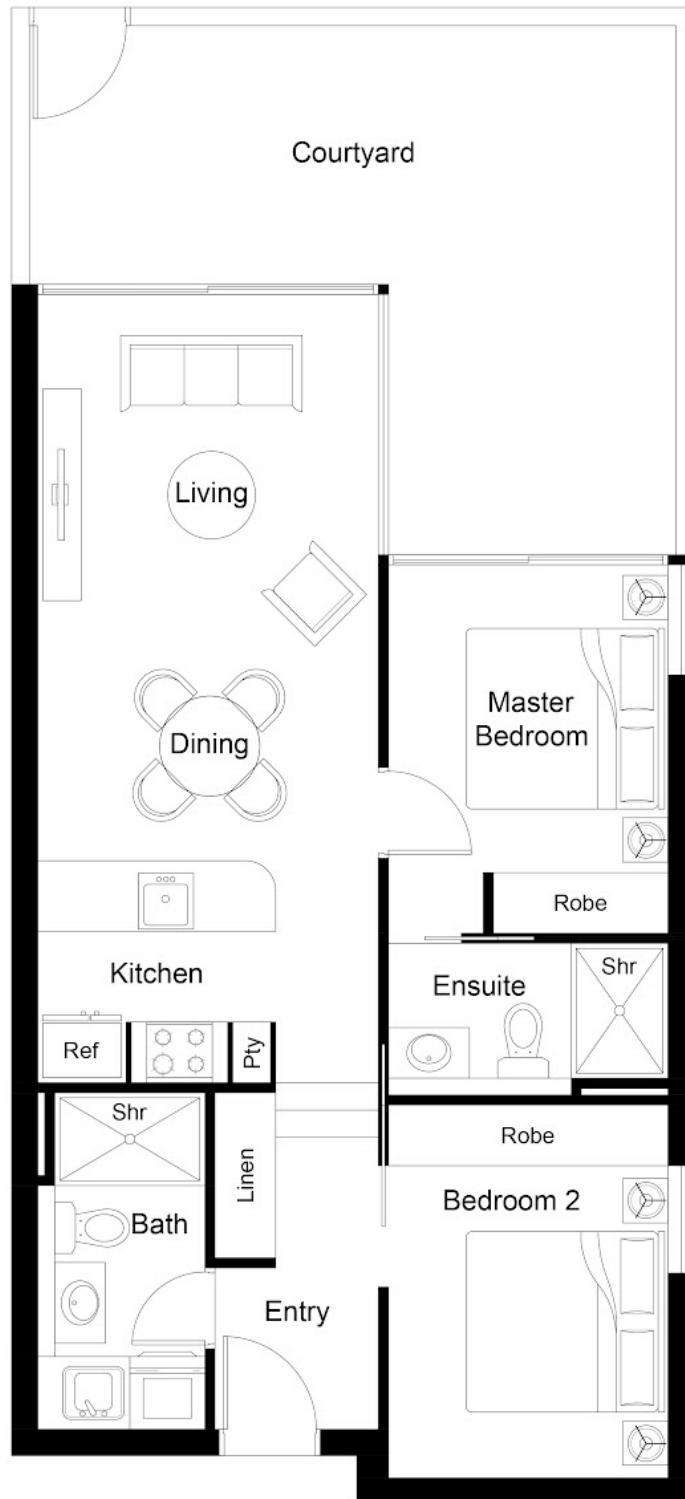 Courtyard
Living
Master
Bedroom
Dining
Robe
Kitchen
Ensuite
Shr
Ref
Pty
Shr
Robe
Linen
Bath
Bedroom 2
Entry